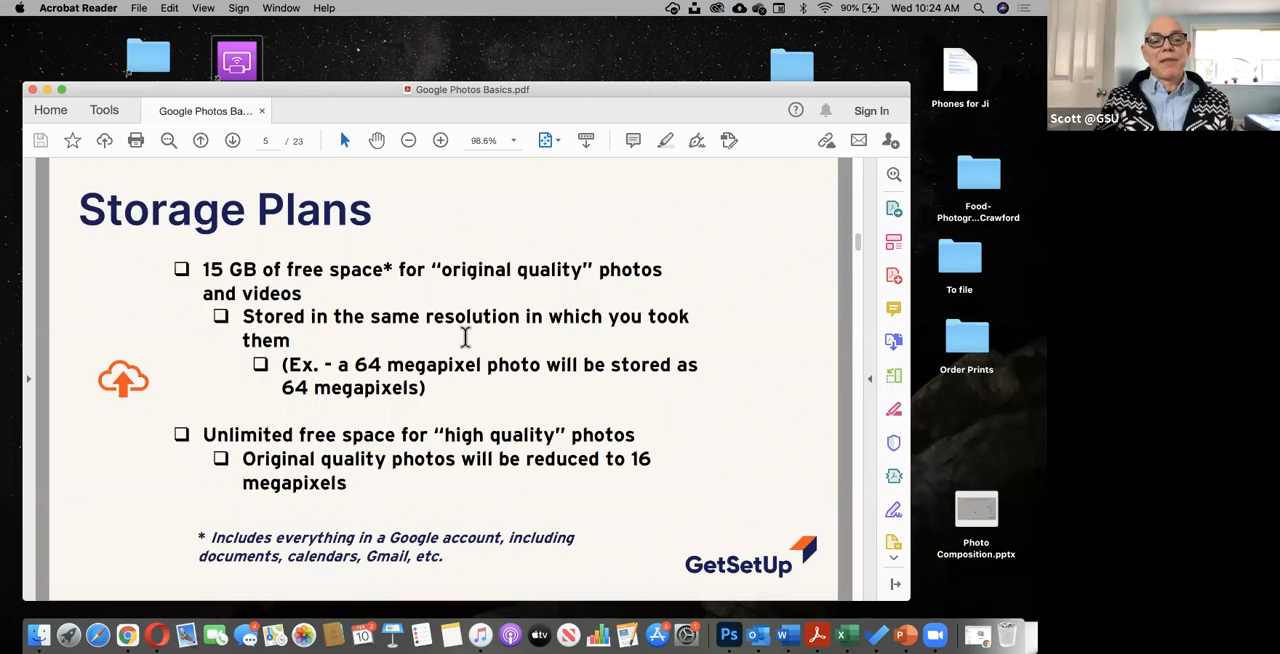 Acrobat Reader File Edit View Sign Window Help 90% Wed 10:24 AM
Google Photos Basics.pdf
Home Tools Google Photos Ba... × Sign In
5 / 23 98.6%
Storage Plans
15 GB of free space* for “original quality” photos
and videos
Stored in the same resolution in which you took
them
(Ex. - a 64 megapixel photo will be stored as
64 megapixels)
Unlimited free space for “high quality” photos
Original quality photos will be reduced to 16
megapixels
* Includes everything in a Google account, including
documents, calendars, Gmail, etc.
GetSetUp
Phones for Ji
Food-
Photogr...Crawford
To file
Order Prints
Photo
Composition.pptx
Scott @GSU
FEB
10
tv
Ps